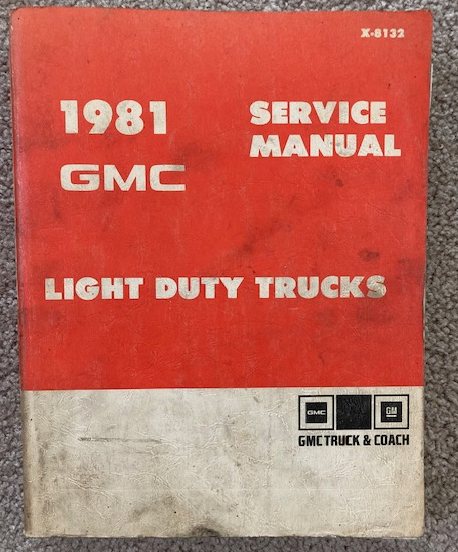 X-8132
1981 SERVICE
MANUAL
GMC
LIGHT DUTY TRUCKS
GMC GM
GMC TRUCK & COACH